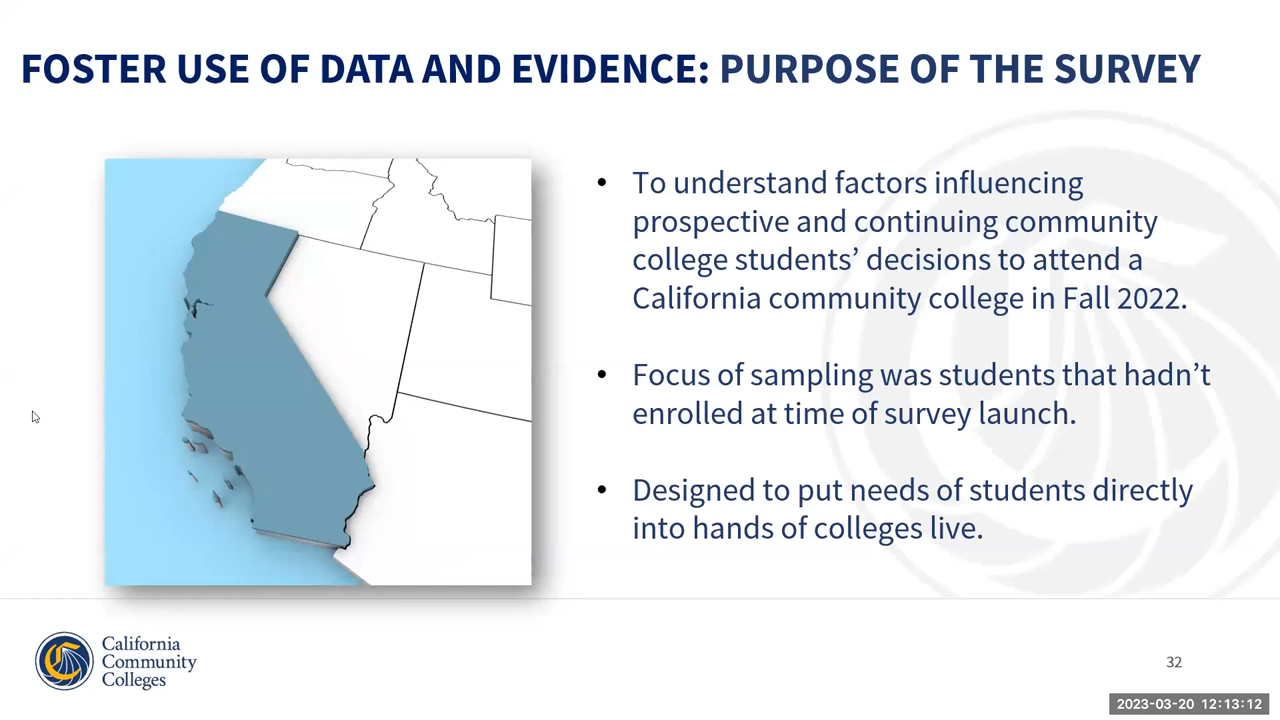 FOSTER USE OF DATA AND EVIDENCE: PURPOSE OF THE SURVEY
• To understand factors influencing
prospective and continuing community
college students’ decisions to attend a
California community college in Fall 2022.
• Focus of sampling was students that hadn’t
enrolled at time of survey launch.
• Designed to put needs of students directly
into hands of colleges live.
California
Community
Colleges
32
2023-03-20 12:13:12